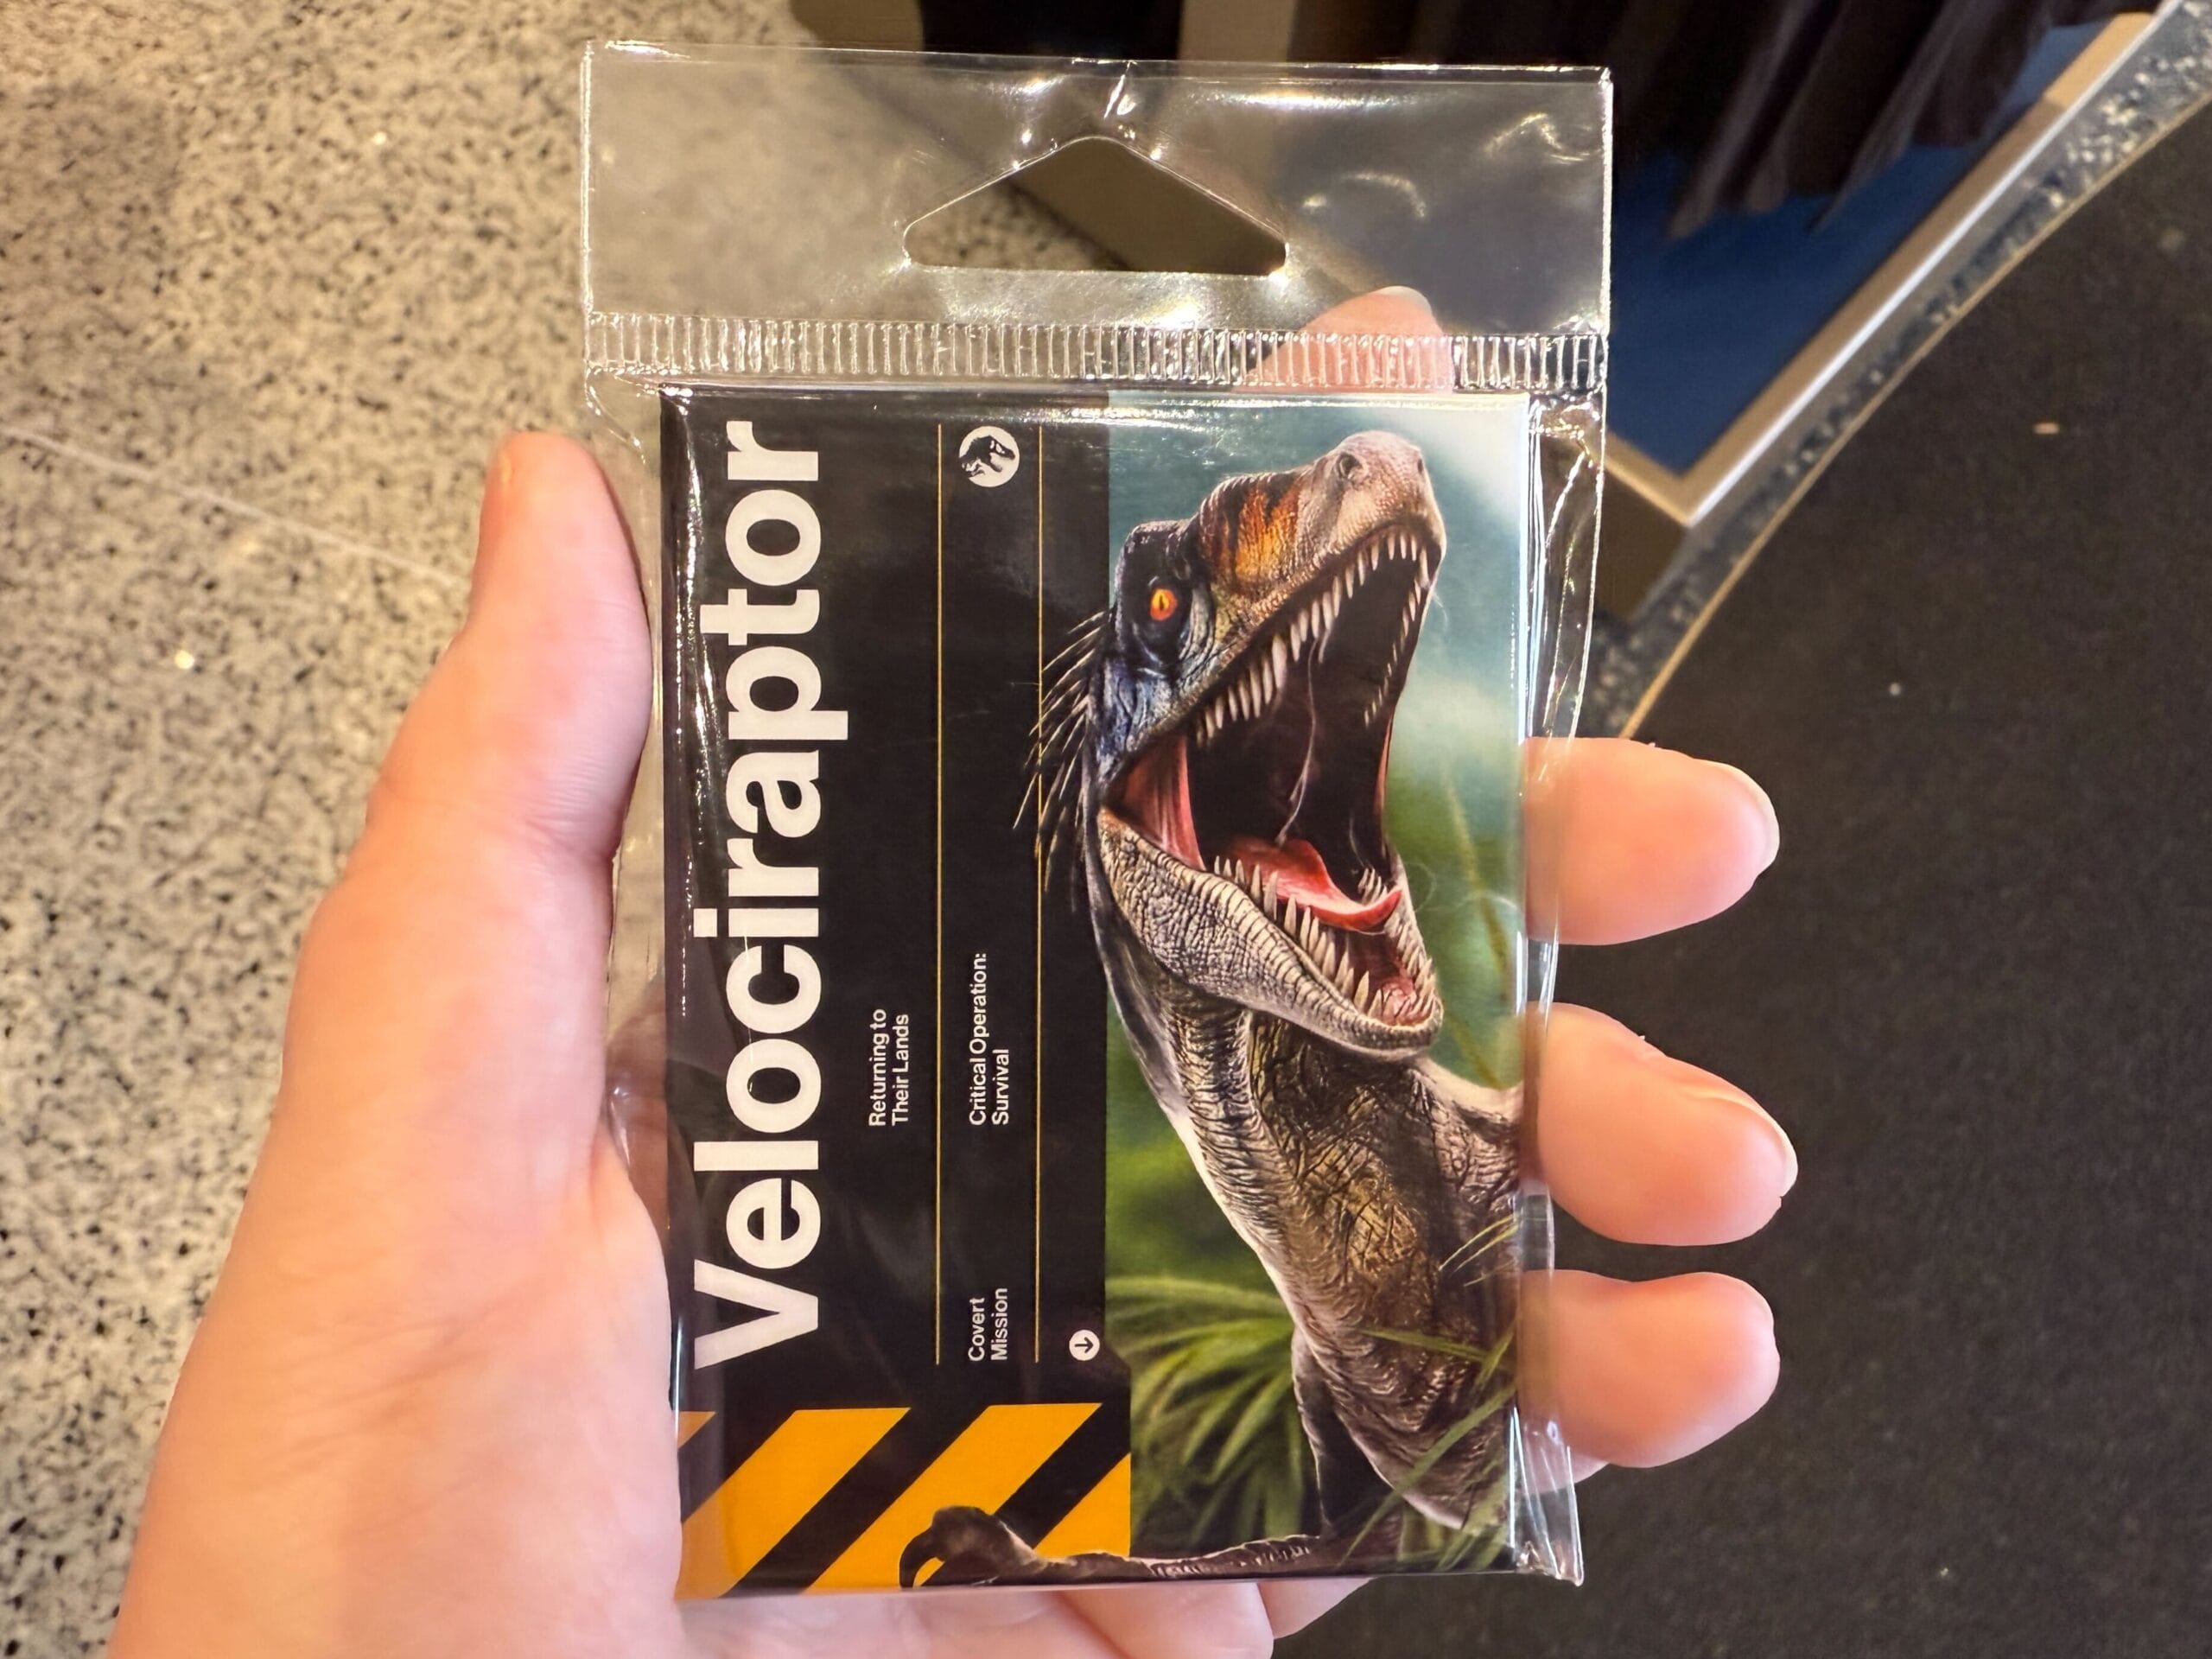 Velociraptor
Returning to
Their Lands
Covert
Mission
Critical Operation:
Survival